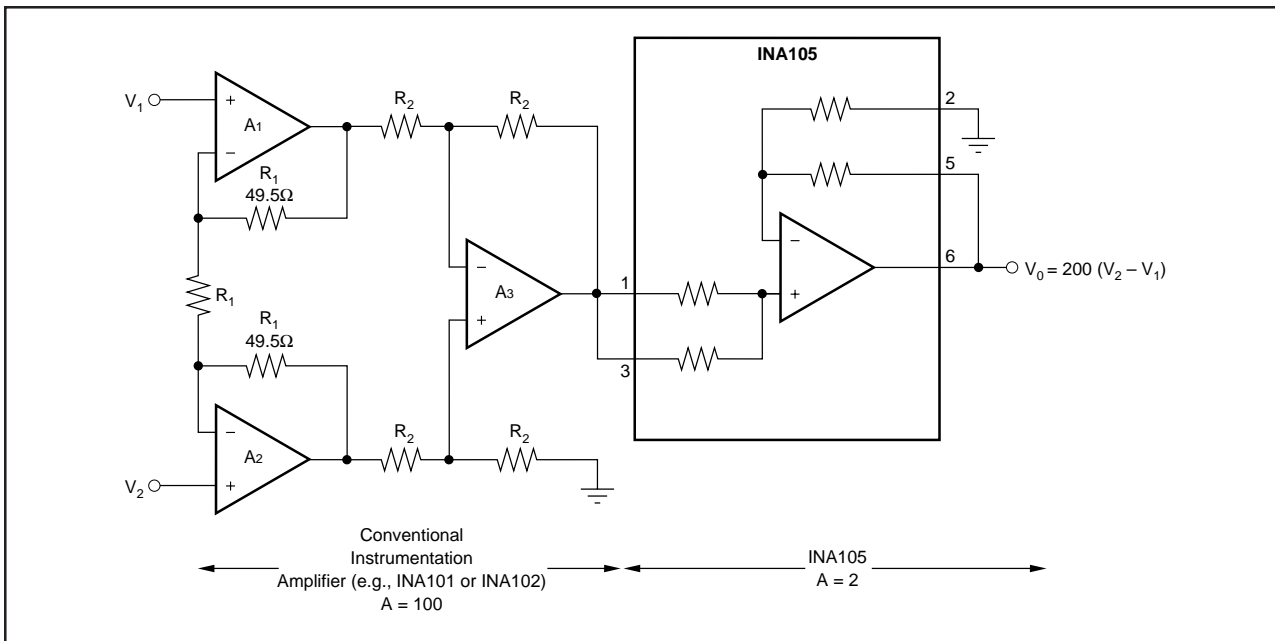 INA105
V1
A1
+
–
R1
49.5Ω
R2
R2
R1
A3
–
+
R1
49.5Ω
A2
–
+
V2
R2
R2
1
3
2
5
6
–
+
V0 = 200 (V2 – V1)
Conventional
Instrumentation
Amplifier (e.g., INA101 or INA102)
A = 100
INA105
A = 2